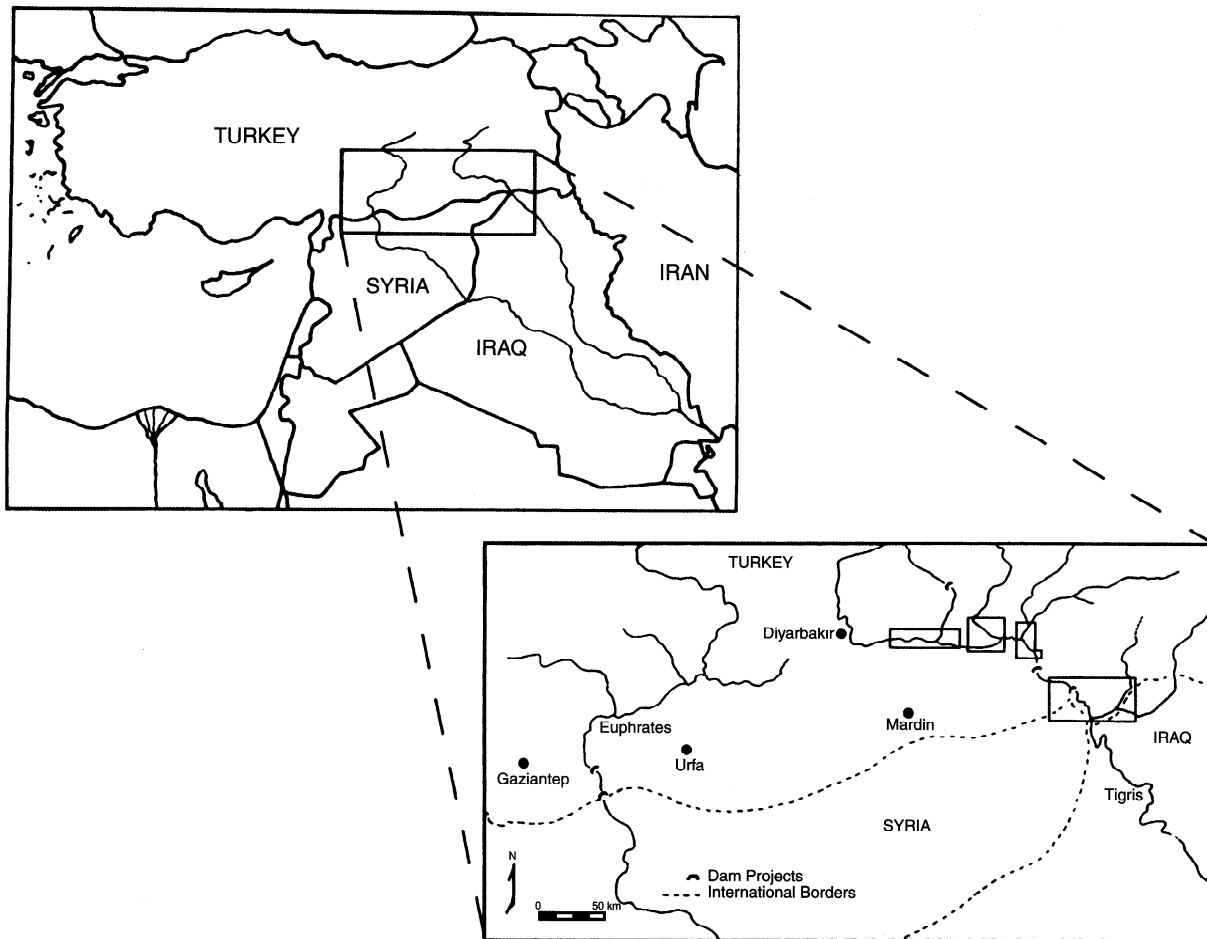 TURKEY
SYRIA
IRAN
IRAQ
TURKEY
Diyarbakır
Euphrates
Mardin
Urfa
Gaziantep
IRAQ
Tigris
SYRIA
N
Dam Projects
International Borders
0 50 km